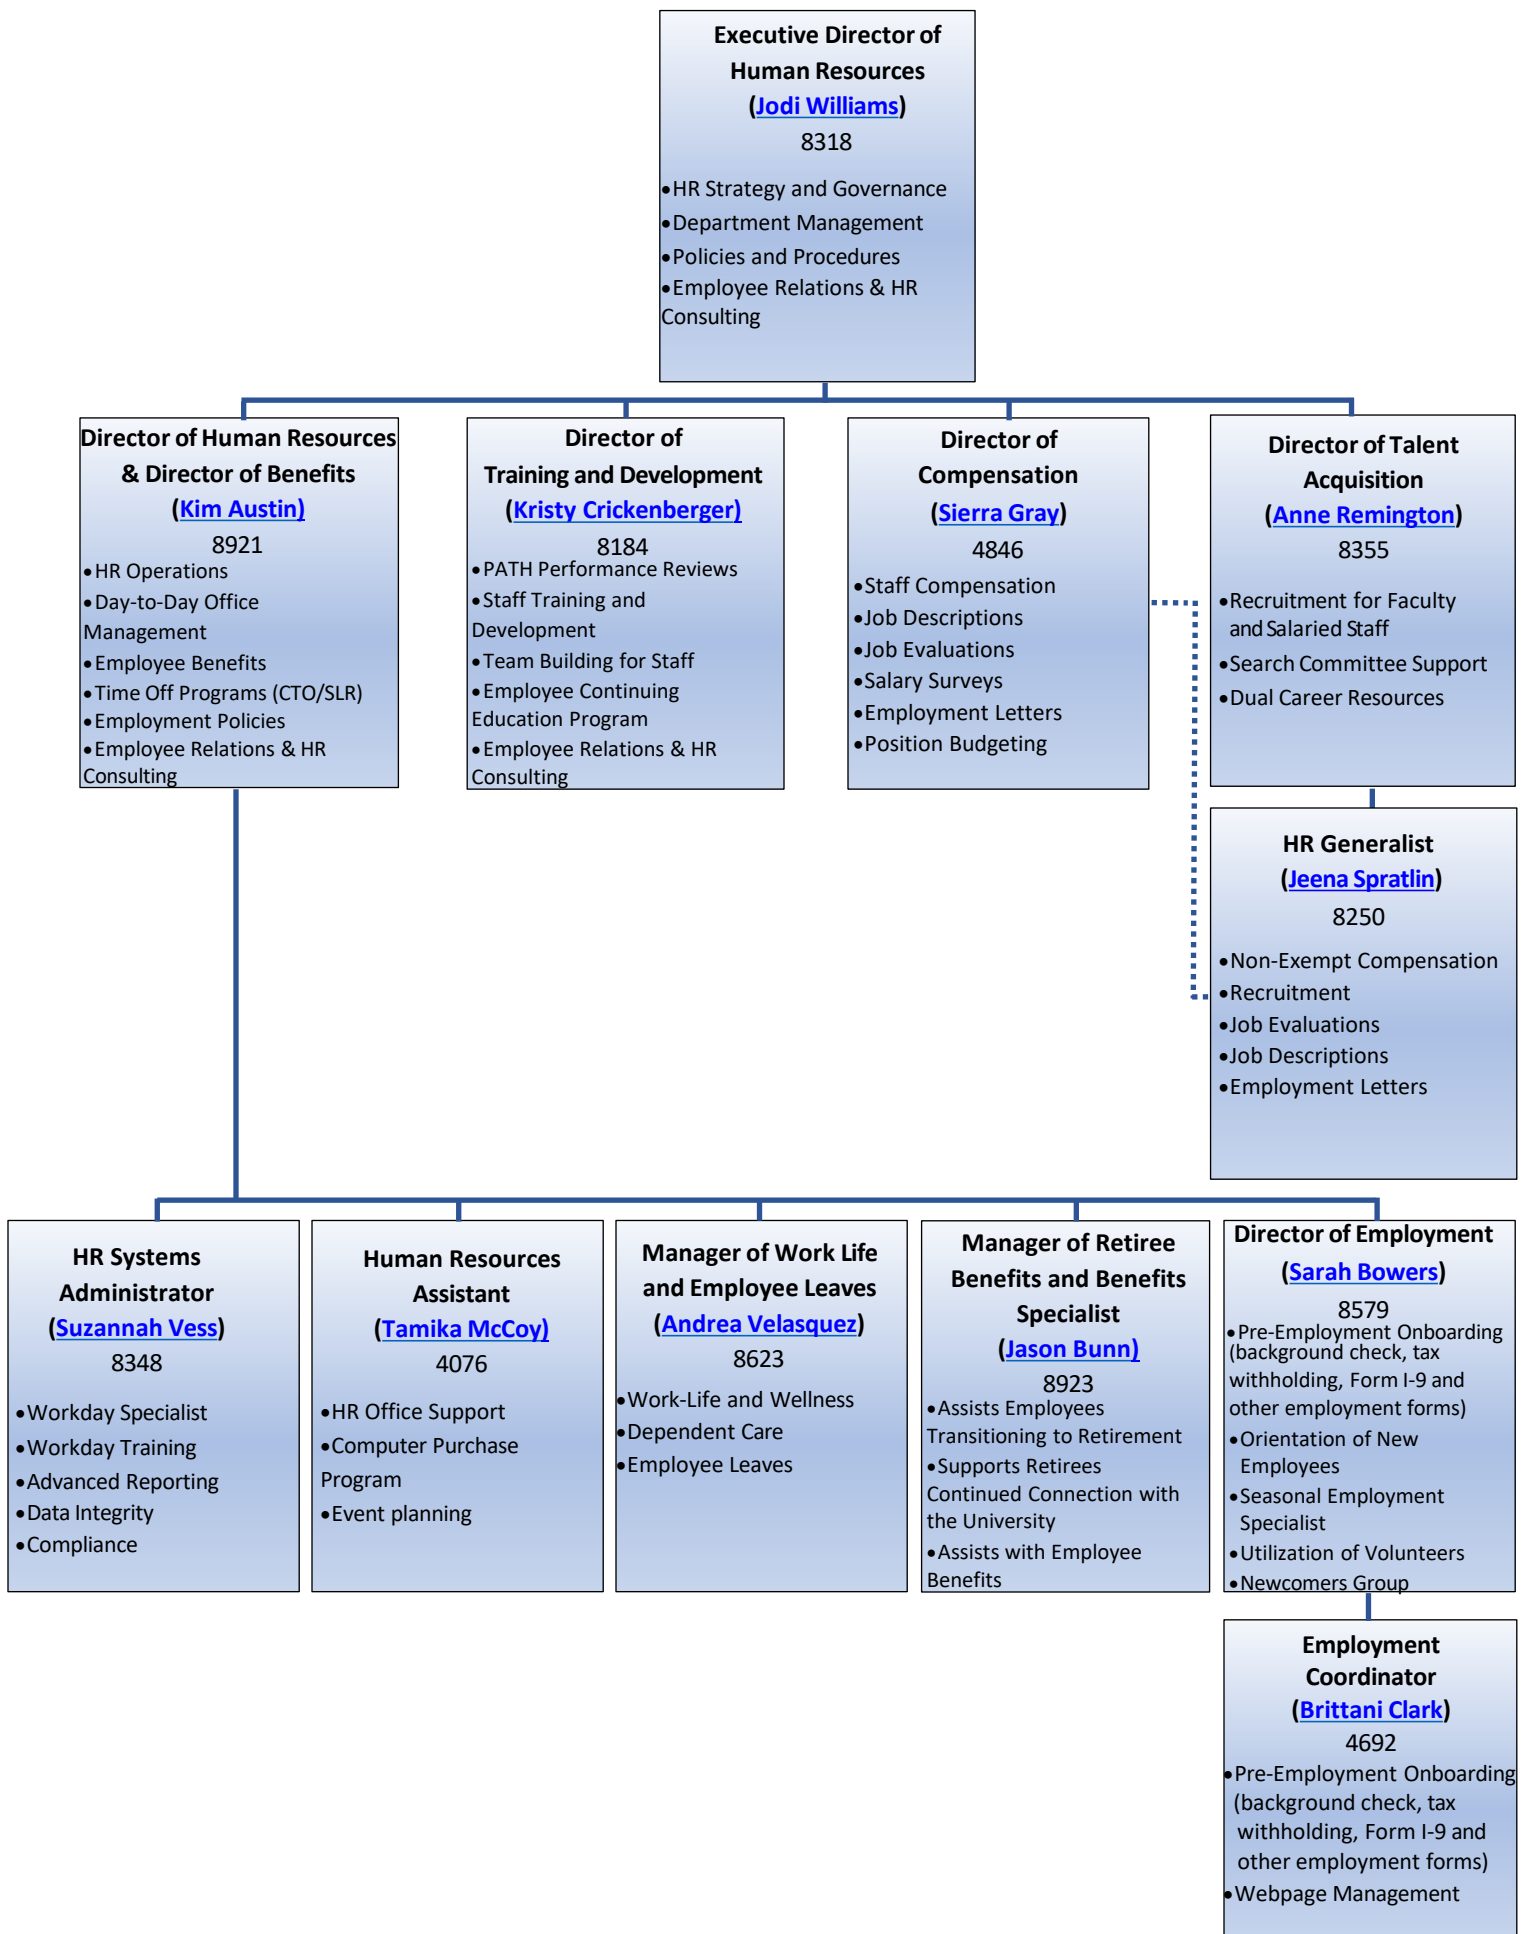 Executive Director of
Human Resources
(Jodi Williams)
8318
•HR Strategy and Governance
•Department Management
•Policies and Procedures
•Employee Relations & HR
Consulting
Director of Human Resources
& Director of Benefits
(Kim Austin)
8921
•HR Operations
•Day-to-Day Office
Management
•Employee Benefits
•Time Off Programs (CTO/SLR)
•Employment Policies
•Employee Relations & HR
Consulting
Director of
Training and Development
(Kristy Crickenberger)
8184
•PATH Performance Reviews
•Staff Training and
Development
•Team Building for Staff
•Employee Continuing
Education Program
•Employee Relations & HR
Consulting
Director of
Compensation
(Sierra Gray)
4846
•Staff Compensation
•Job Descriptions
•Job Evaluations
•Salary Surveys
•Employment Letters
•Position Budgeting
Director of Talent
Acquisition
(Anne Remington)
8355
•Recruitment for Faculty
and Salaried Staff
•Search Committee Support
•Dual Career Resources
HR Generalist
(Jeena Spratlin)
8250
•Non-Exempt Compensation
•Recruitment
•Job Evaluations
•Job Descriptions
•Employment Letters
HR Systems
Administrator
(Suzannah Vess)
8348
•Workday Specialist
•Workday Training
•Advanced Reporting
•Data Integrity
•Compliance
Human Resources
Assistant
(Tamika McCoy)
4076
•HR Office Support
•Computer Purchase
Program
•Event planning
Manager of Work Life
and Employee Leaves
(Andrea Velasquez)
8623
•Work-Life and Wellness
•Dependent Care
•Employee Leaves
Manager of Retiree
Benefits and Benefits
Specialist
(Jason Bunn)
8923
•Assists Employees
Transitioning to Retirement
•Supports Retirees
Continued Connection with
the University
•Assists with Employee
Benefits
Director of Employment
(Sarah Bowers)
8579
•Pre-Employment Onboarding
(background check, tax
withholding, Form I-9 and
other employment forms)
•Orientation of New
Employees
•Seasonal Employment
Specialist
•Utilization of Volunteers
•Newcomers Group
Employment
Coordinator
(Brittani Clark)
4692
•Pre-Employment Onboarding
(background check, tax
withholding, Form I-9 and
other employment forms)
•Webpage Management